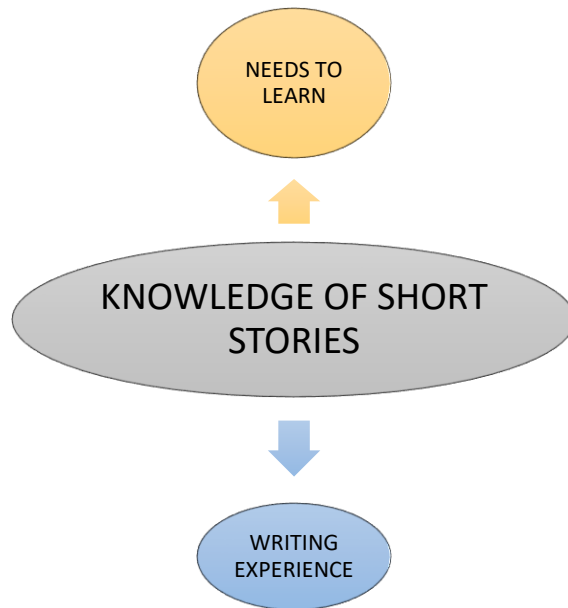 NEEDS TO
LEARN
KNOWLEDGE OF SHORT
STORIES
WRITING
EXPERIENCE